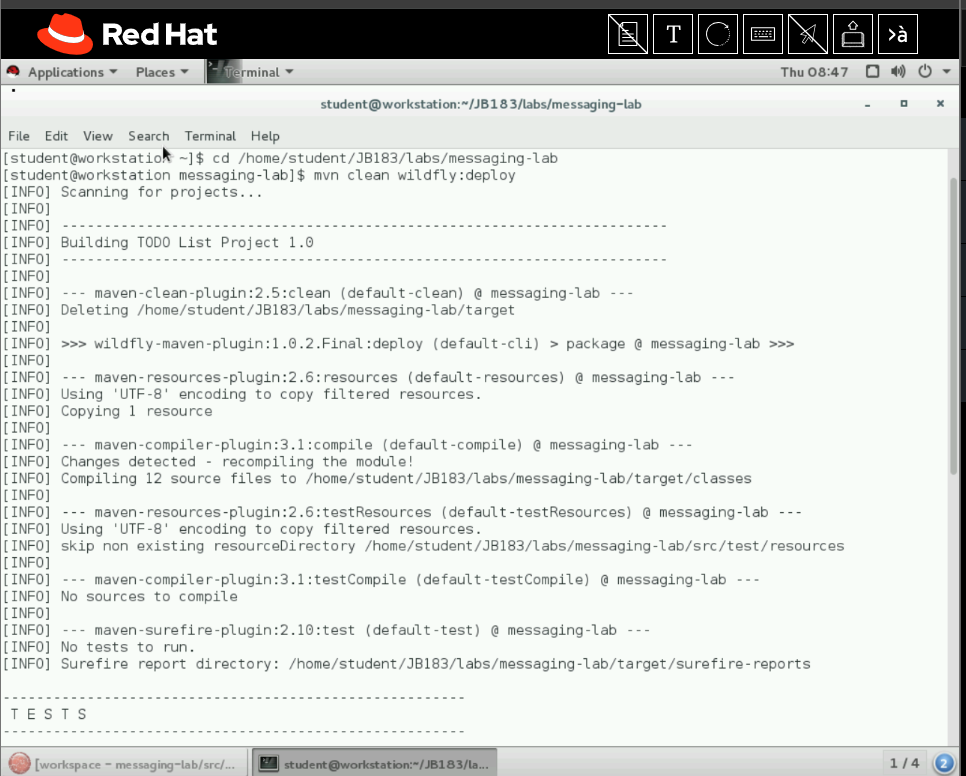 Red Hat
T
>à
Applications Places Terminal Thu 08:47
student@workstation:~/JB183/labs/messaging-lab
File Edit View Search Terminal Help
[student@workstation ~]$ cd /home/student/JB183/labs/messaging-lab
[student@workstation messaging-lab]$ mvn clean wildfly:deploy
[INFO] Scanning for projects...
[INFO]
[INFO] ------------------------------------------------------------------------
[INFO] Building TODO List Project 1.0
[INFO] ------------------------------------------------------------------------
[INFO]
[INFO] --- maven-clean-plugin:2.5:clean (default-clean) @ messaging-lab ---
[INFO] Deleting /home/student/JB183/labs/messaging-lab/target
[INFO]
[INFO] >>> wildfly-maven-plugin:1.0.2.Final:deploy (default-cli) > package @ messaging-lab >>>
[INFO]
[INFO] --- maven-resources-plugin:2.6:resources (default-resources) @ messaging-lab ---
[INFO] Using 'UTF-8' encoding to copy filtered resources.
[INFO] Copying 1 resource
[INFO]
[INFO] --- maven-compiler-plugin:3.1:compile (default-compile) @ messaging-lab ---
[INFO] Changes detected - recompiling the module!
[INFO] Compiling 12 source files to /home/student/JB183/labs/messaging-lab/target/classes
[INFO]
[INFO] --- maven-resources-plugin:2.6:testResources (default-testResources) @ messaging-lab ---
[INFO] Using 'UTF-8' encoding to copy filtered resources.
[INFO] skip non existing resourceDirectory /home/student/JB183/labs/messaging-lab/src/test/resources
[INFO]
[INFO] --- maven-compiler-plugin:3.1:testCompile (default-testCompile) @ messaging-lab ---
[INFO] No sources to compile
[INFO]
[INFO] --- maven-surefire-plugin:2.10:test (default-test) @ messaging-lab ---
[INFO] No tests to run.
[INFO] Surefire report directory: /home/student/JB183/labs/messaging-lab/target/surefire-reports
-------------------------------------------------------
T E S T S
-------------------------------------------------------
[workspace - messaging-lab/src/... student@workstation:~/JB183/la... 1 / 4 2